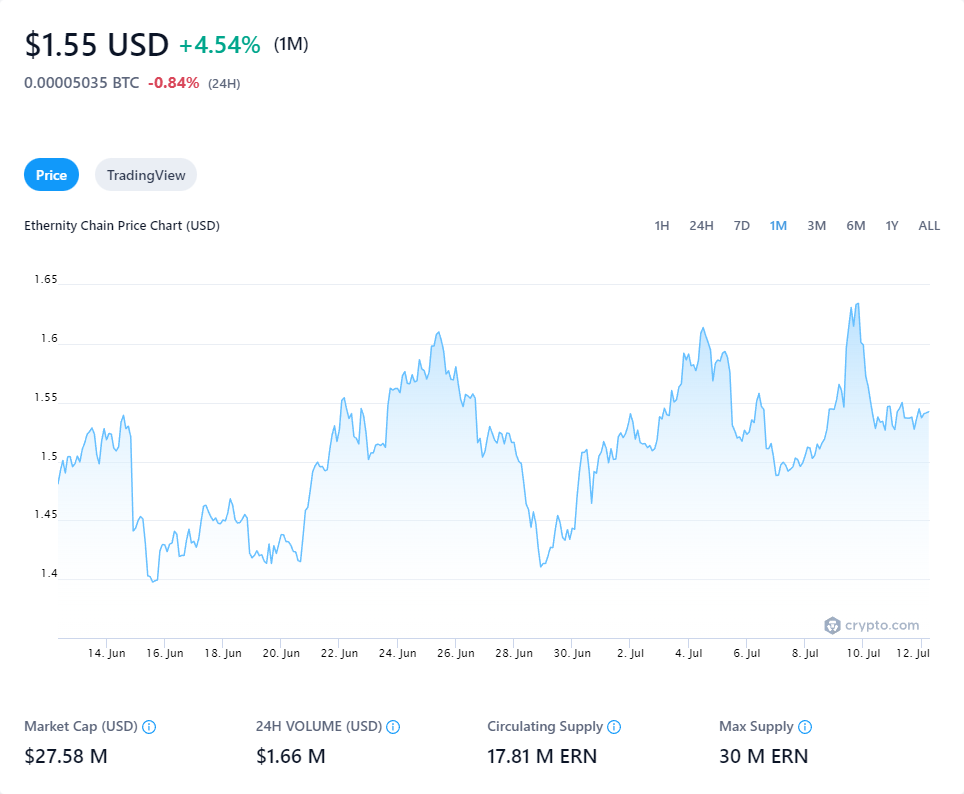 $1.55 USD +4.54% (1M)
0.00005035 BTC -0.84% (24H)
Price TradingView
Ethernity Chain Price Chart (USD) 1H 24H 7D 1M 3M 6M 1Y ALL
1.65
1.6
1.55
1.5
1.45
1.4
crypto.com
14. Jun 16. Jun 18. Jun 20. Jun 22. Jun 24. Jun 26. Jun 28. Jun 30. Jun 2. Jul 4. Jul 6. Jul 8. Jul 10. Jul 12. Jul
Market Cap (USD) 24H VOLUME (USD) Circulating Supply Max Supply
$27.58 M $1.66 M 17.81 M ERN 30 M ERN